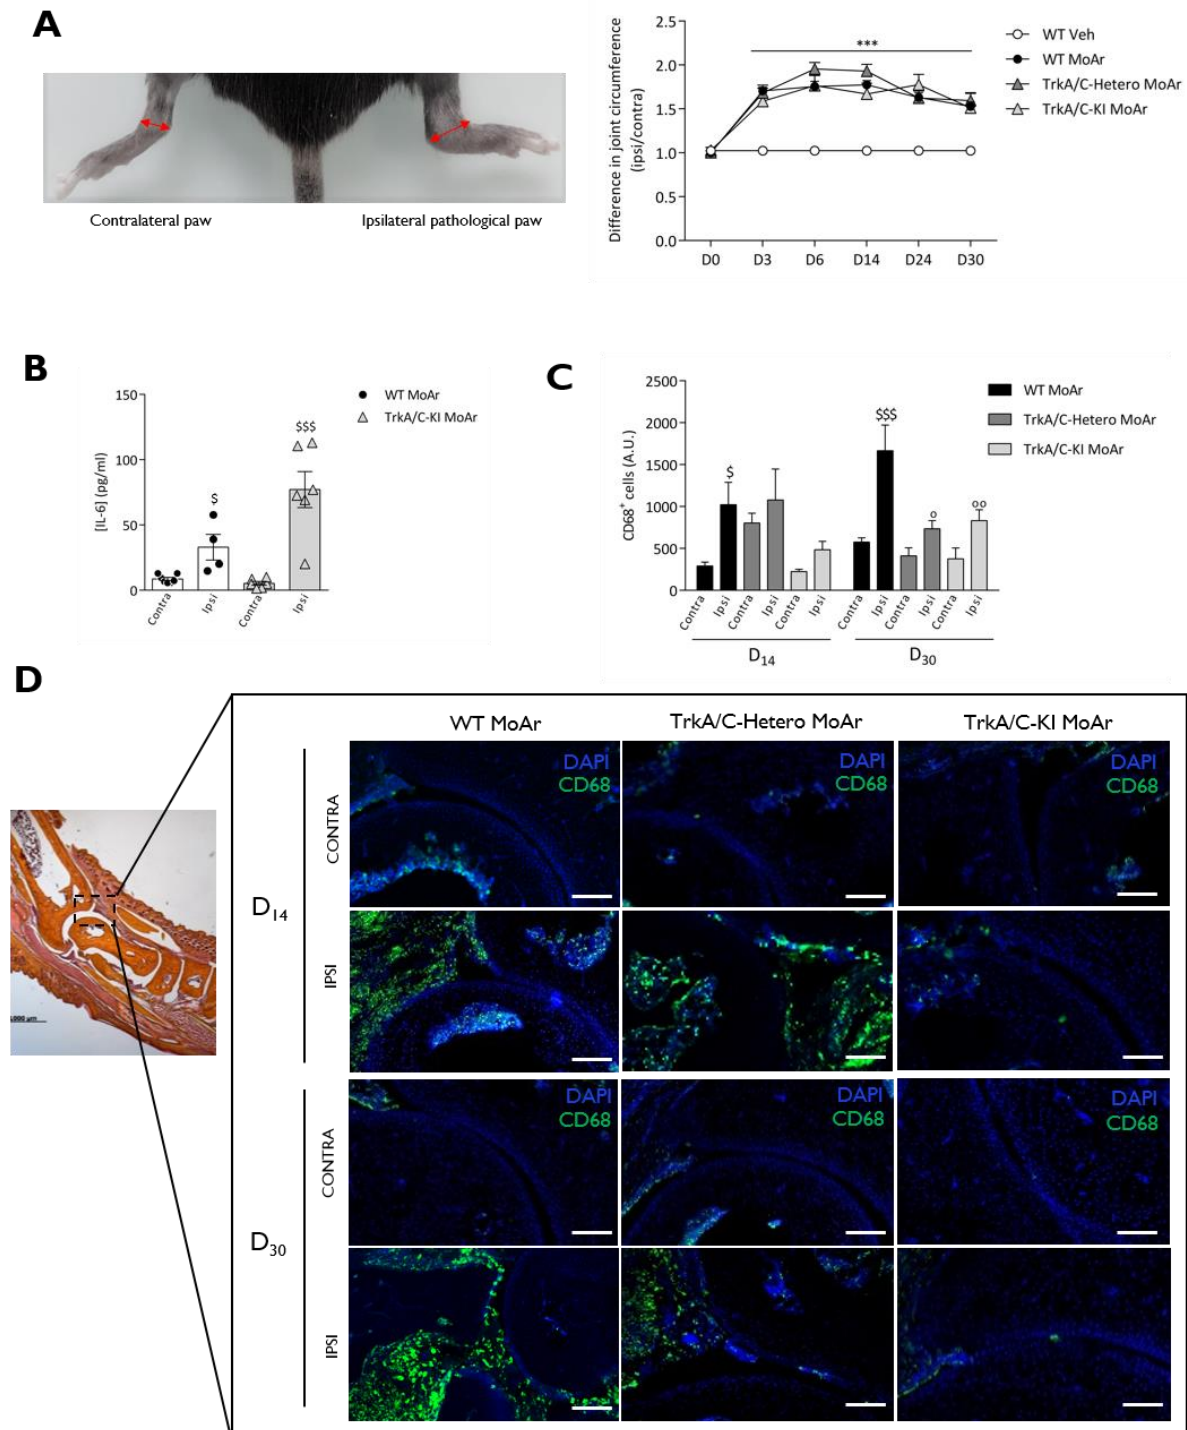 A
Contralateral paw
Ipsilateral pathological paw
Difference in joint circumference
(ipsi/contra)
2.5
2.0
1.5
1.0
0.5
0.0
***
D0 D3 D6 D14 D24 D30
WT Veh
WT MoAr
TrkA/C-Hetero MoAr
TrkA/C-KI MoAr
B
[IL-6] (pg/ml)
150
100
50
0
$
$$$
Contra Ipsi Contra Ipsi
WT MoAr
TrkA/C-KI MoAr
C
CD68+ cells (A.U.)
2500
2000
1500
1000
500
0
$
$$$
o
oo
Contra Ipsi Contra Ipsi Contra Ipsi Contra Ipsi Contra Ipsi Contra Ipsi
D14 D30
WT MoAr
TrkA/C-Hetero MoAr
TrkA/C-KI MoAr
D
WT MoAr TrkA/C-Hetero MoAr TrkA/C-KI MoAr
D14
CONTRA
DAPI
CD68
DAPI
CD68
DAPI
CD68
IPSI
D30
CONTRA
DAPI
CD68
DAPI
CD68
DAPI
CD68
IPSI